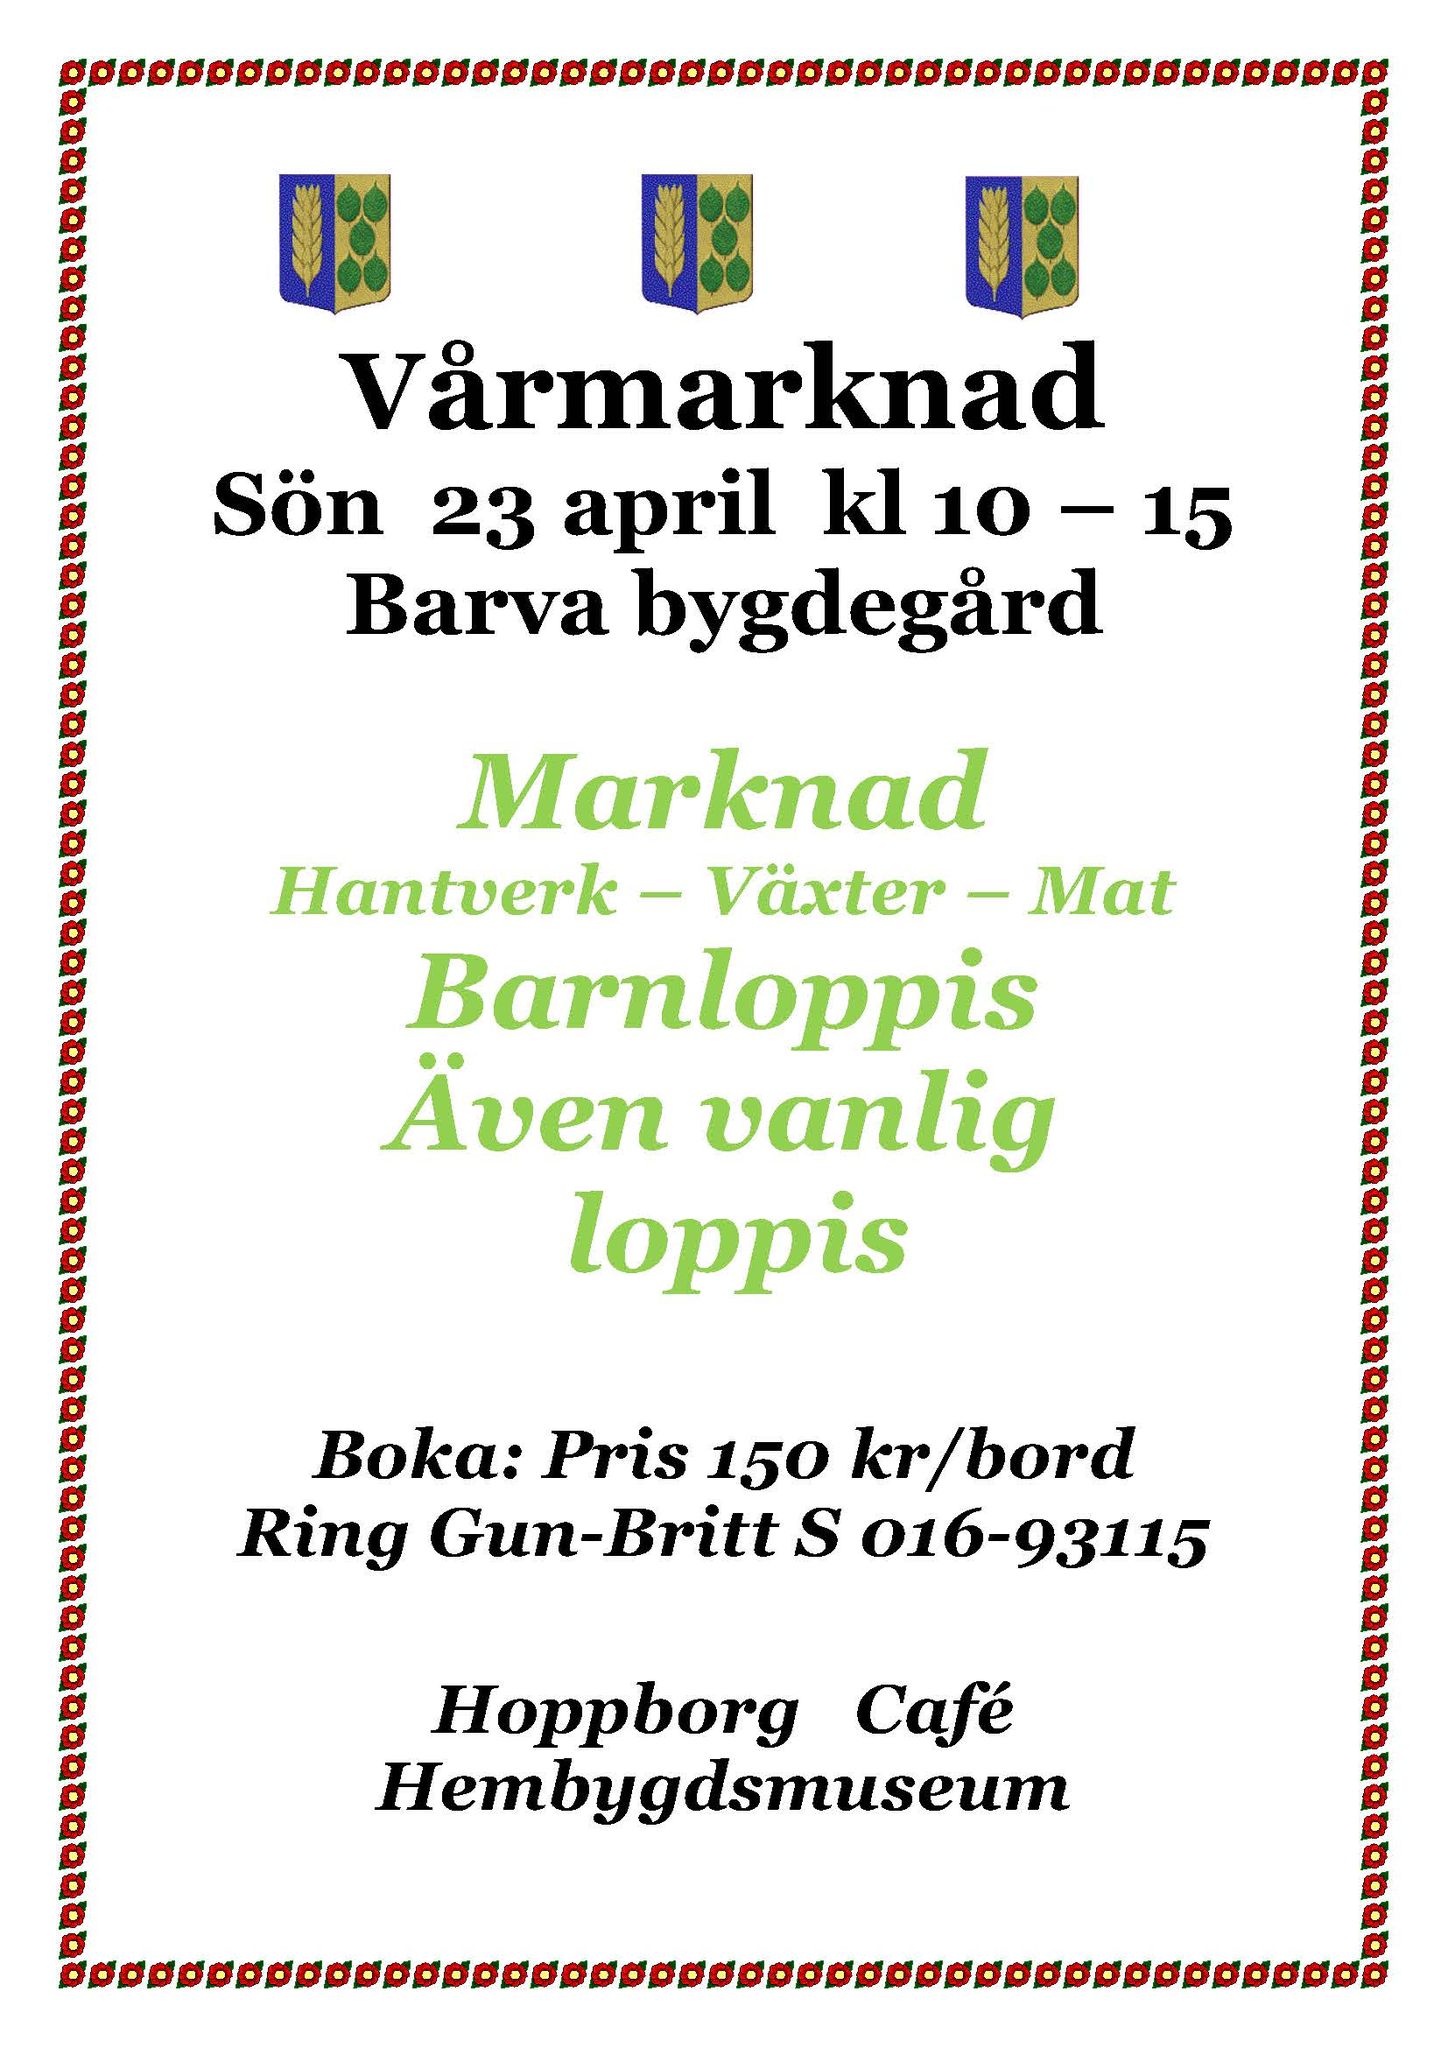 Vårmarknad
Sön 23 april kl 10 – 15
Barva bygdegård
Marknad
Hantverk – Växter – Mat
Barnloppis
Även vanlig
loppis
Boka: Pris 150 kr/bord
Ring Gun-Britt S 016-93115
Hoppborg Café
Hembygdsmuseum